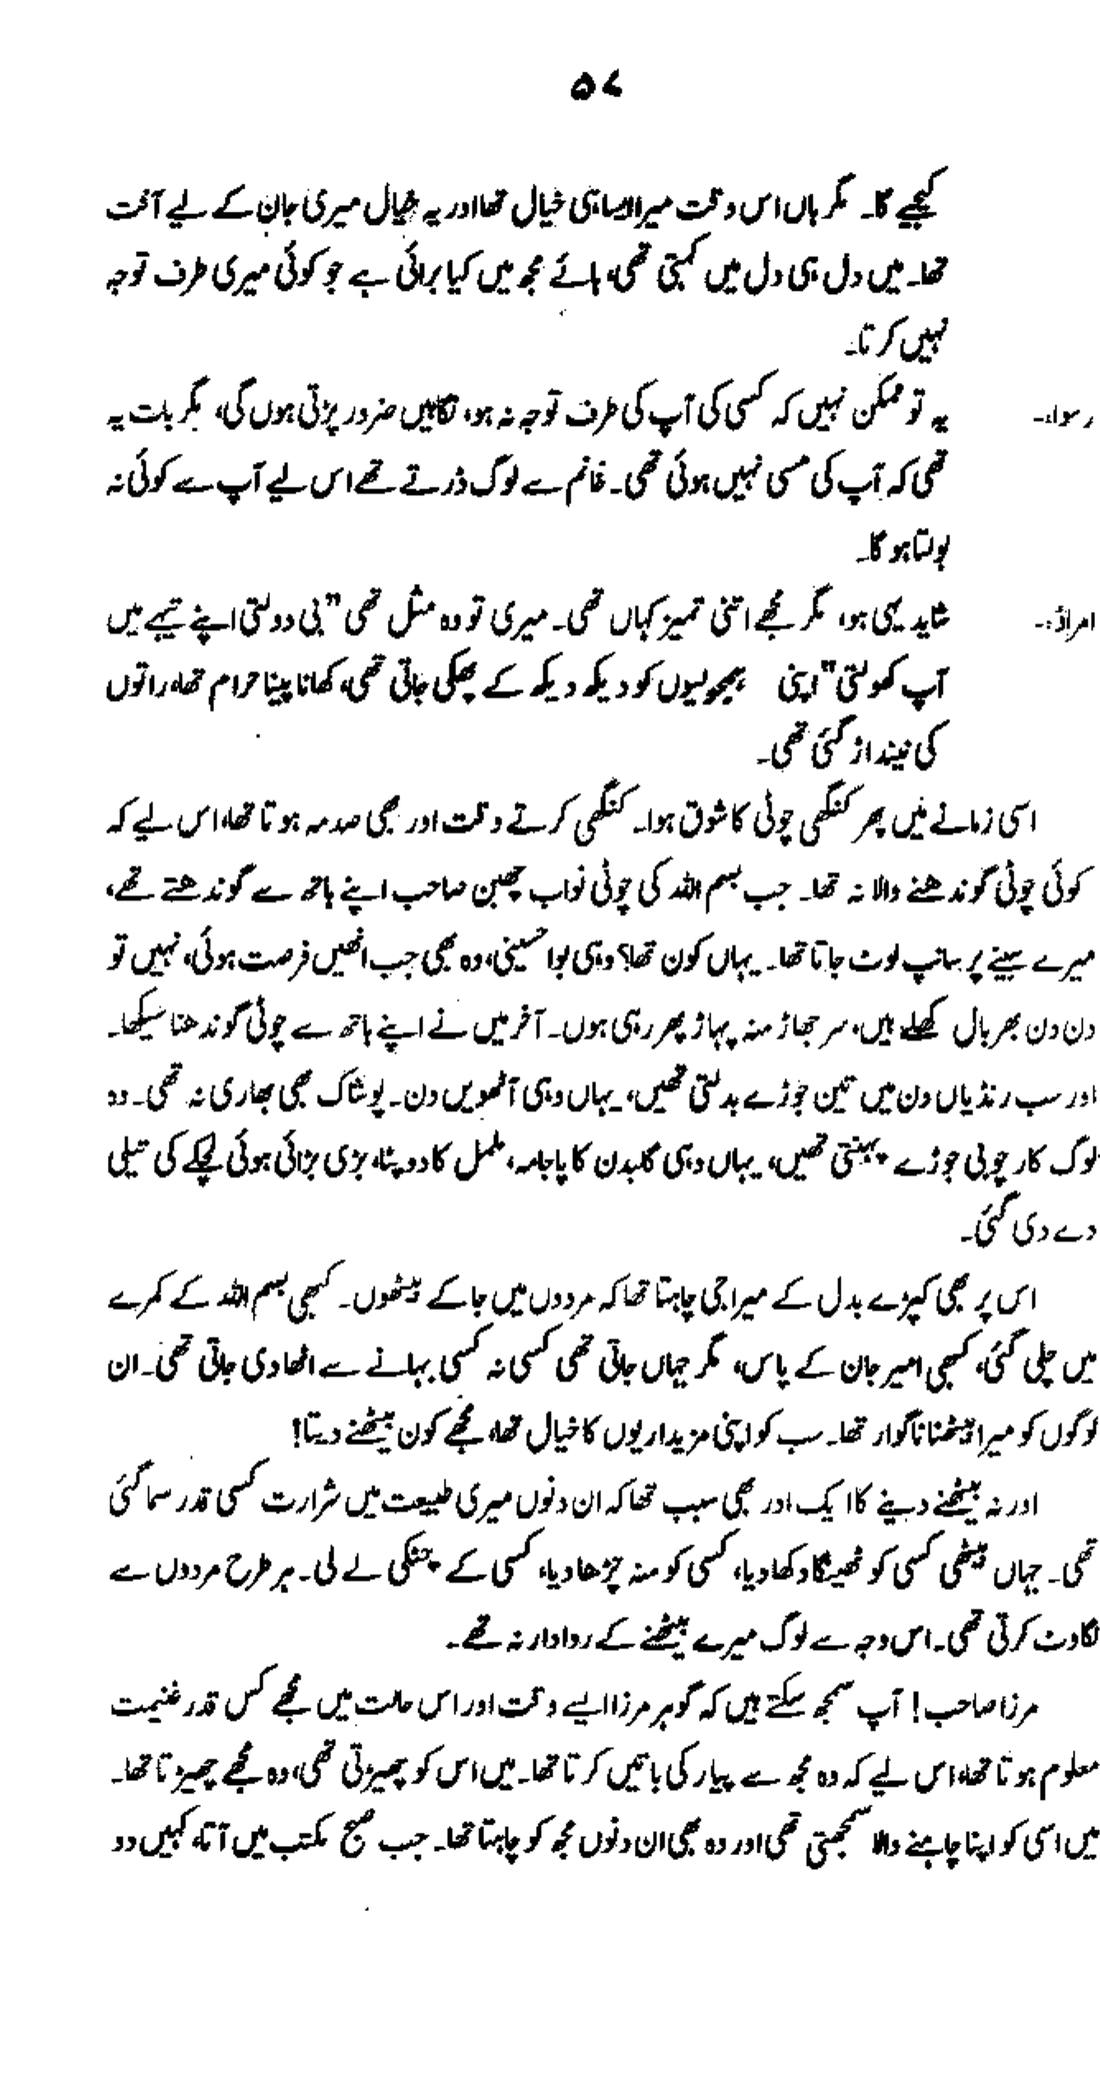 ۵۷
کیجیے گا۔ مگر ہاں اس وقت میرا ایسا ہی خیال تھا اور یہ خیال میری جان کے لیے آفت
تھا۔ میں دل ہی دل میں کہتی تھی، ہائے مجھ میں کیا برائی ہے جو کوئی میری طرف توجہ
نہیں کرتا۔
رسوا:۔ یہ تو ممکن نہیں کہ کسی کی آپ کی طرف توجہ نہ ہو، نگاہیں ضرور پڑتی ہوں گی، مگر بات یہ
تھی کہ آپ کی مسی نہیں ہوئی تھی۔ خانم سے لوگ ڈرتے تھے اس لیے آپ سے کوئی نہ
بولتا ہو گا۔
امراؤ:۔ شاید یہی ہو، مگر مجھے اتنی تمیز کہاں تھی۔ میری تو وہ مثل تھی "بی دولتی اپنے تیہے میں
آپ کھولتی" اپنی ہمجولیوں کو دیکھ دیکھ کے پھکی جاتی تھی، کھانا پینا حرام تھا، راتوں
کی نیند اڑ گئی تھی۔
اسی زمانے میں پھر کنگھی چوٹی کا شوق ہوا۔ کنگھی کرتے وقت اور بھی صدمہ ہوتا تھا، اس لیے کہ
کوئی چوٹی گوندھنے والا نہ تھا۔ جب بسم اللہ کی چوٹی نواب چھبن صاحب اپنے ہاتھ سے گوندھتے تھے،
میرے سینے پر سانپ لوٹ جاتا تھا۔ یہاں کون تھا؟ وہی بوا حسینی، وہ بھی جب انھیں فرصت ہوئی، نہیں تو
دن دن بھر بال کھلے ہیں، سر جھاڑ منہ پہاڑ پھر رہی ہوں۔ آخر میں نے اپنے ہاتھ سے چوٹی گوندھنا سیکھا۔
اور سب رنڈیاں دن میں تین جوڑے بدلتی تھیں، یہاں وہی آٹھویں دن۔ پوشاک بھی بھاری نہ تھی۔ وہ
لوگ کارچوبی جوڑے پہنتی تھیں، یہاں وہی گلبدن کا پاجامہ، ململ کا دوپٹا، بڑی بڑائی ہوئی لچکے کی تیلی
دے دی گئی۔
اس پر بھی کپڑے بدل کے میرا جی چاہتا تھا کہ مردوں میں جا کے بیٹھوں۔ کبھی بسم اللہ کے کمرے
میں چلی گئی، کبھی امیر جان کے پاس، مگر جہاں جاتی تھی کسی نہ کسی بہانے سے اٹھا دی جاتی تھی۔ ان
لوگوں کو میرا بیٹھنا ناگوار تھا۔ سب کو اپنی مزیداریوں کا خیال تھا، مجھے کون بیٹھنے دیتا!
اور نہ بیٹھنے دینے کا ایک اور بھی سبب تھا کہ ان دنوں میری طبیعت میں شرارت کسی قدر سما گئی
تھی۔ جہاں بیٹھی کسی کو ٹھینگا دکھا دیا، کسی کو منہ چڑھا دیا، کسی کے چٹکی لے لی۔ ہر طرح مردوں سے
لگاوٹ کرتی تھی۔ اس وجہ سے لوگ میرے بیٹھنے کے روادار نہ تھے۔
مرزا صاحب! آپ سمجھ سکتے ہیں کہ گوہر مرزا ایسے وقت اور اس حالت میں مجھے کس قدر غنیمت
معلوم ہوتا تھا، اس لیے کہ وہ مجھ سے پیار کی باتیں کرتا تھا۔ میں اس کو چھیڑتی تھی، وہ مجھے چھیڑتا تھا۔
میں اسی کو اپنا چاہنے والا سمجھتی تھی اور وہ بھی ان دنوں مجھ کو چاہتا تھا۔ جب صبح مکتب میں آتا، کہیں دو